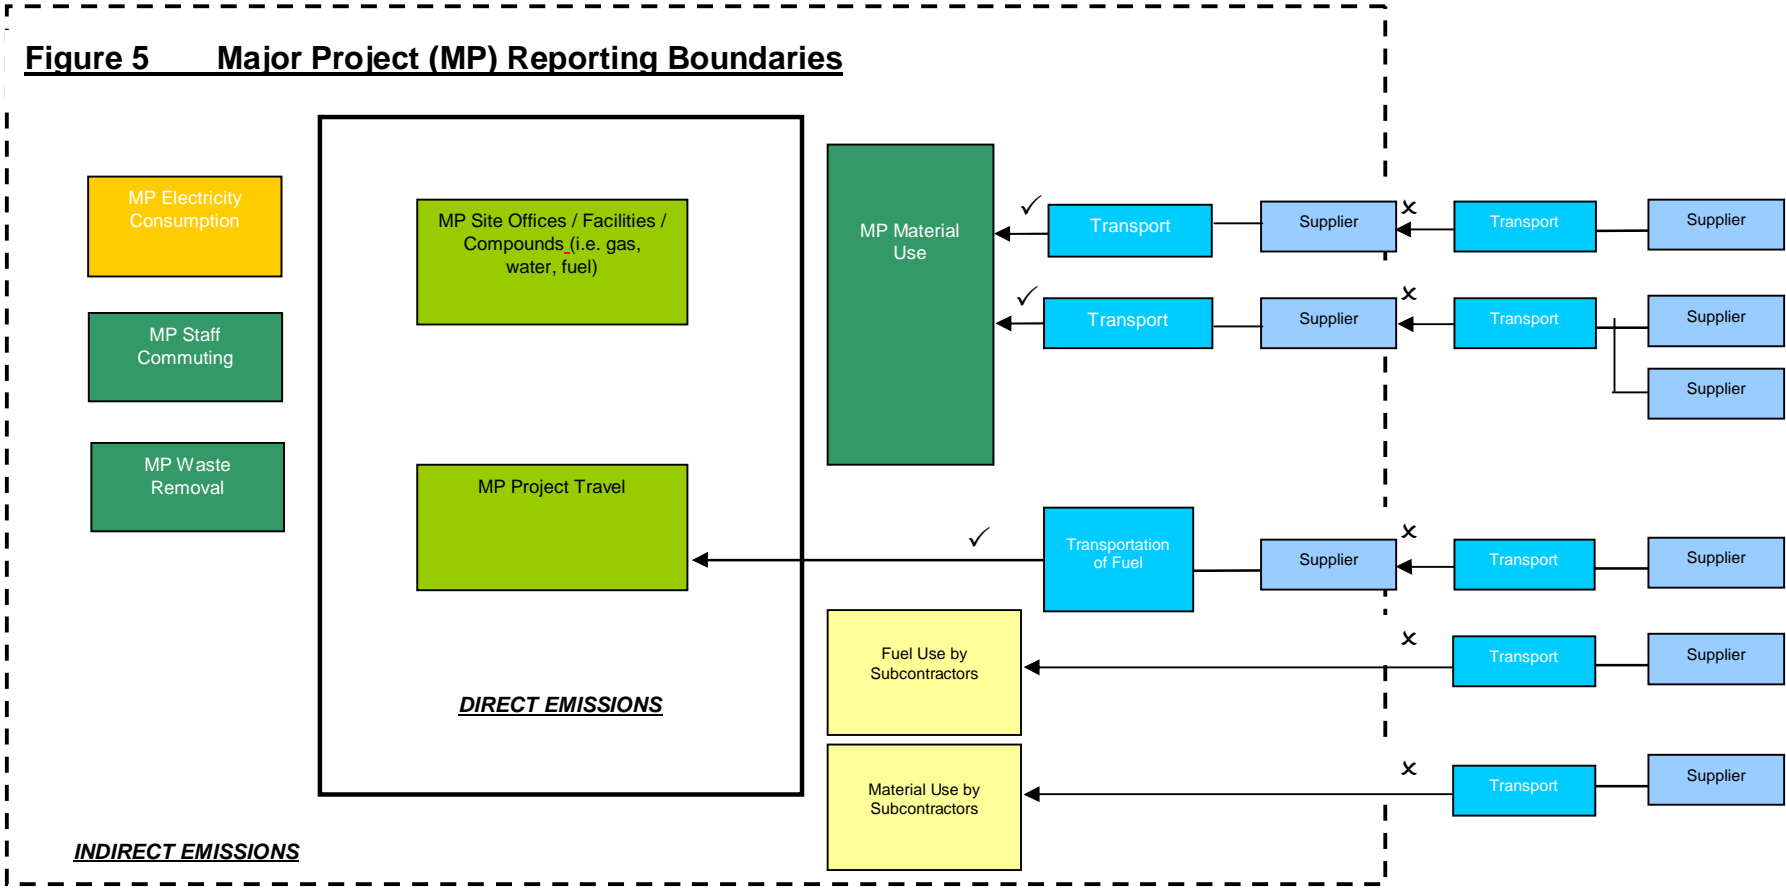 Figure 5 Major Project (MP) Reporting Boundaries
MP Electricity
Consumption
MP Staff
Commuting
MP Waste
Removal
MP Site Offices / Facilities /
Compounds (i.e. gas,
water, fuel)
MP Project Travel
DIRECT EMISSIONS
INDIRECT EMISSIONS
MP Material
Use
✓
Transport
Supplier
x
Transport
Supplier
✓
Transport
Supplier
x
Transport
Supplier
Supplier
✓
Transportation
of Fuel
Supplier
x
Transport
Supplier
Fuel Use by
Subcontractors
x
Transport
Supplier
Material Use by
Subcontractors
x
Transport
Supplier